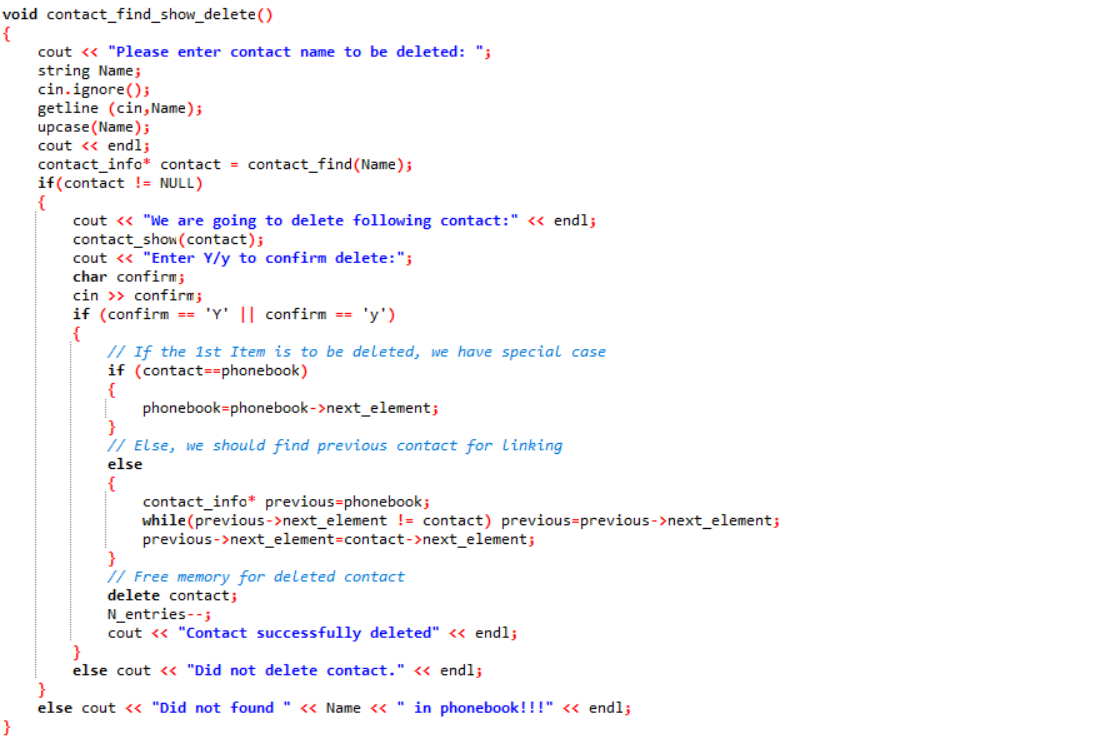 void contact_find_show_delete()
{
    cout << "Please enter contact name to be deleted: ";
    string Name;
    cin.ignore();
    getline (cin,Name);
    upcase(Name);
    cout << endl;
    contact_info* contact = contact_find(Name);
    if(contact != NULL)
    {
        cout << "We are going to delete following contact:" << endl;
        contact_show(contact);
        cout << "Enter Y/y to confirm delete:";
        char confirm;
        cin >> confirm;
        if (confirm == 'Y' || confirm == 'y')
        {
            // If the 1st Item is to be deleted, we have special case
            if (contact==phonebook)
            {
                phonebook=phonebook->next_element;
            }
            // Else, we should find previous contact for linking
            else
            {
                contact_info* previous=phonebook;
                while(previous->next_element != contact) previous=previous->next_element;
                previous->next_element=contact->next_element;
            }
            // Free memory for deleted contact
            delete contact;
            N_entries--;
            cout << "Contact successfully deleted" << endl;
        }
        else cout << "Did not delete contact." << endl;
    }
    else cout << "Did not found " << Name << " in phonebook!!!" << endl;
}